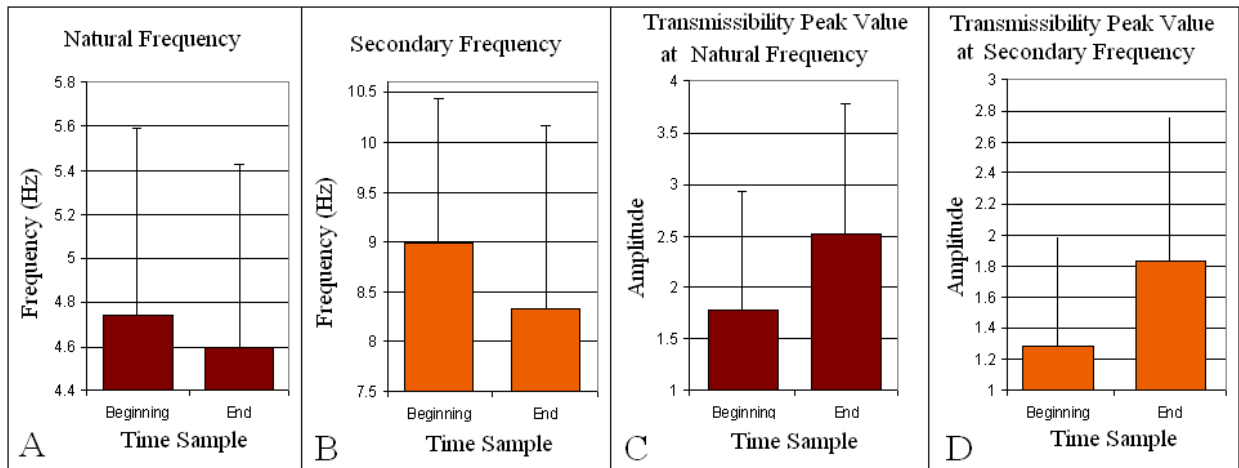 Natural Frequency
Frequency (Hz)
5.8
5.6
5.4
5.2
5
4.8
4.6
4.4
Beginning End
Time Sample
A
Secondary Frequency
Frequency (Hz)
10.5
10
9.5
9
8.5
8
7.5
Beginning End
Time Sample
B
Transmissibility Peak Value
at Natural Frequency
Amplitude
4
3.5
3
2.5
2
1.5
1
Beginning End
Time Sample
C
Transmissibility Peak Value
at Secondary Frequency
Amplitude
3
2.8
2.6
2.4
2.2
2
1.8
1.6
1.4
1.2
1
Beginning End
Time Sample
D